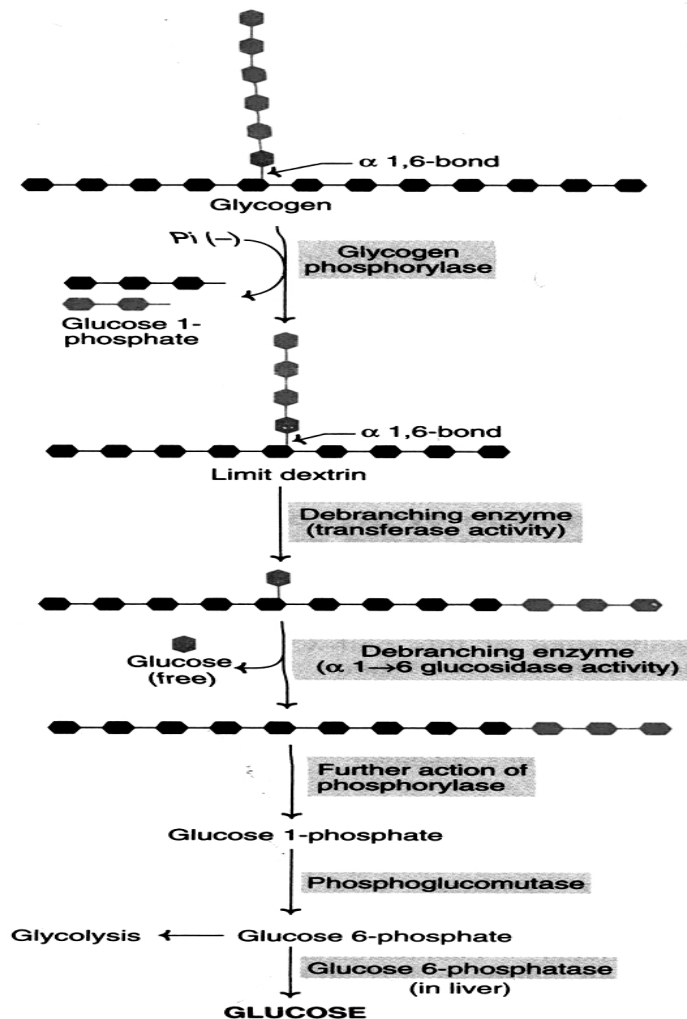 α 1,6-bond
Glycogen
Pi (–)
Glycogen
phosphorylase
Glucose 1-
phosphate
α 1,6-bond
Limit dextrin
Debranching enzyme
(transferase activity)
Glucose
(free)
Debranching enzyme
(α 1→6 glucosidase activity)
Further action of
phosphorylase
Glucose 1-phosphate
Phosphoglucomutase
Glycolysis ← Glucose 6-phosphate
Glucose 6-phosphatase
(in liver)
GLUCOSE